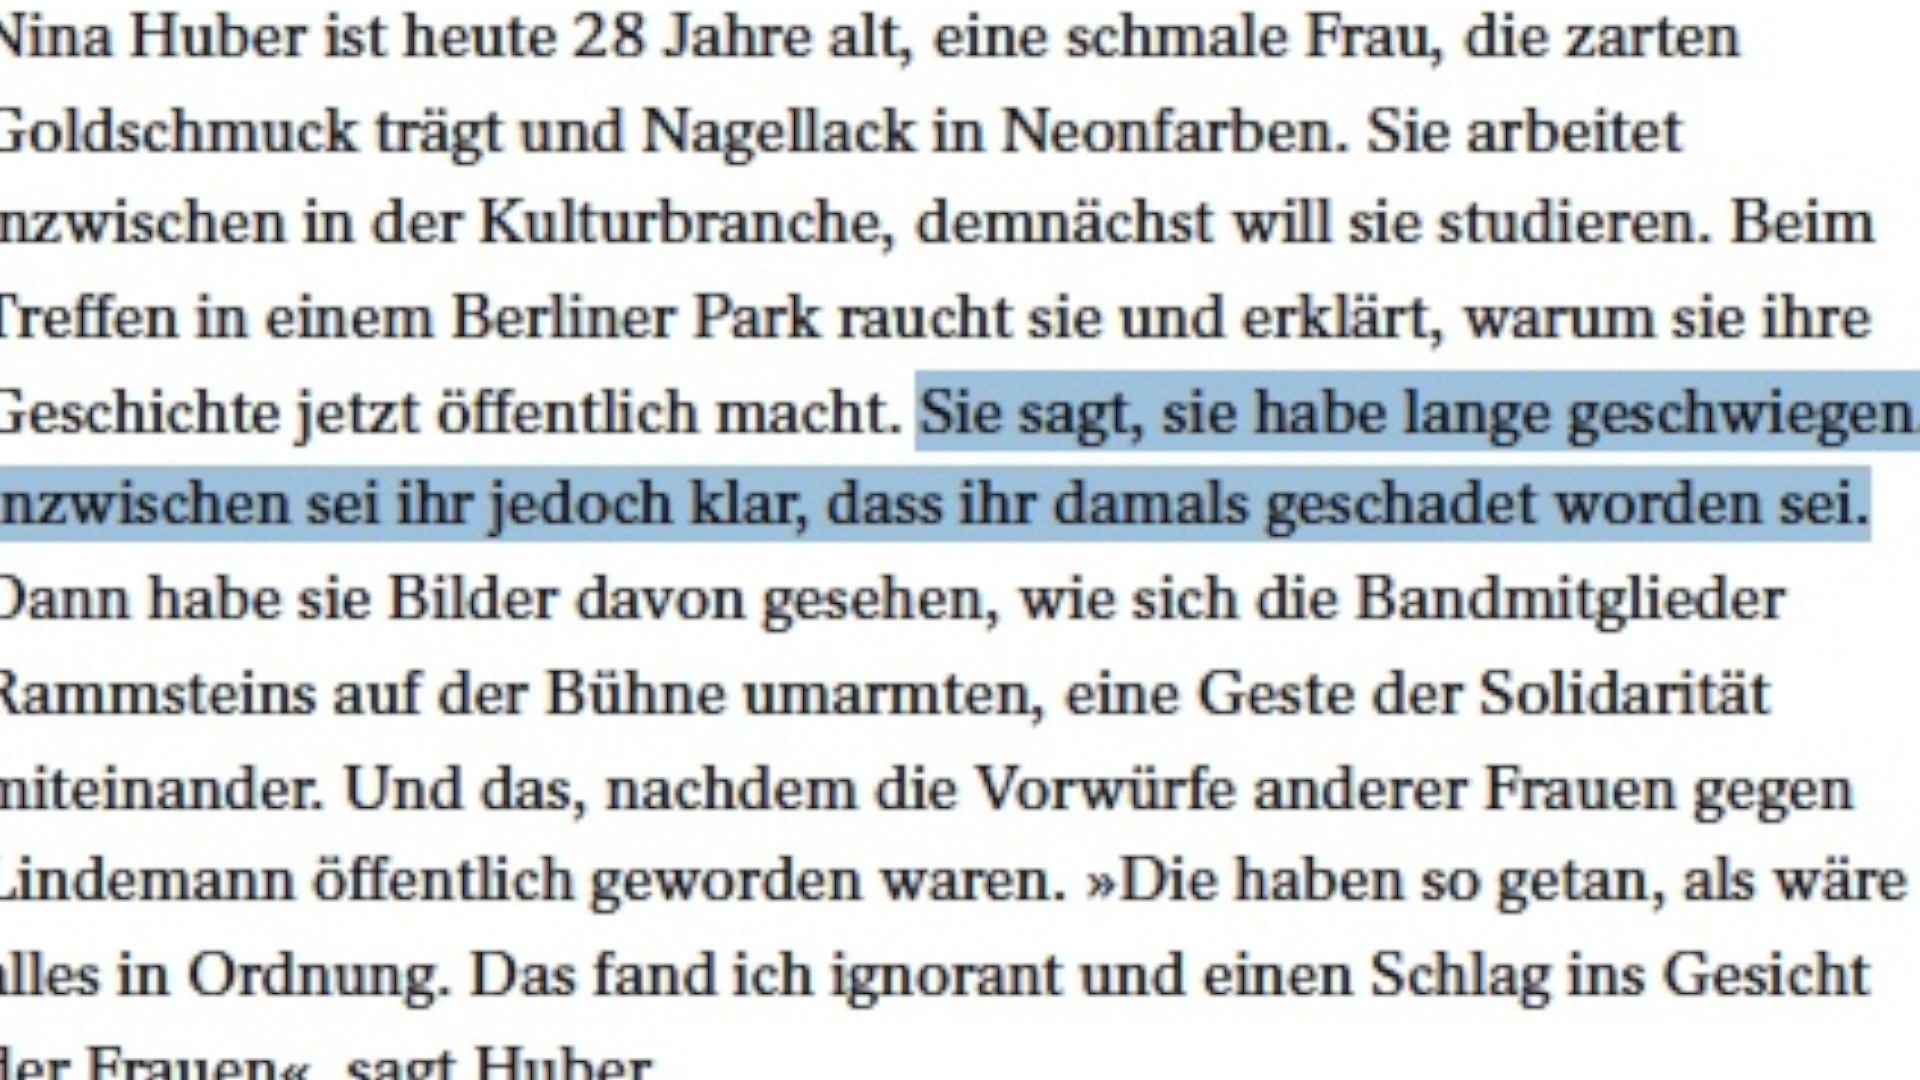 Nina Huber ist heute 28 Jahre alt, eine schmale Frau, die zarten
Goldschmuck trägt und Nagellack in Neonfarben. Sie arbeitet
nzwischen in der Kulturbranche, demnächst will sie studieren. Beim
Treffen in einem Berliner Park raucht sie und erklärt, warum sie ihre
Geschichte jetzt öffentlich macht. Sie sagt, sie habe lange geschwiegen.
nzwischen sei ihr jedoch klar, dass ihr damals geschadet worden sei.
Dann habe sie Bilder davon gesehen, wie sich die Bandmitglieder
Rammsteins auf der Bühne umarmten, eine Geste der Solidarität
miteinander. Und das, nachdem die Vorwürfe anderer Frauen gegen
Lindemann öffentlich geworden waren. »Die haben so getan, als wäre
alles in Ordnung. Das fand ich ignorant und einen Schlag ins Gesicht
der Frauen«, sagt Huber.